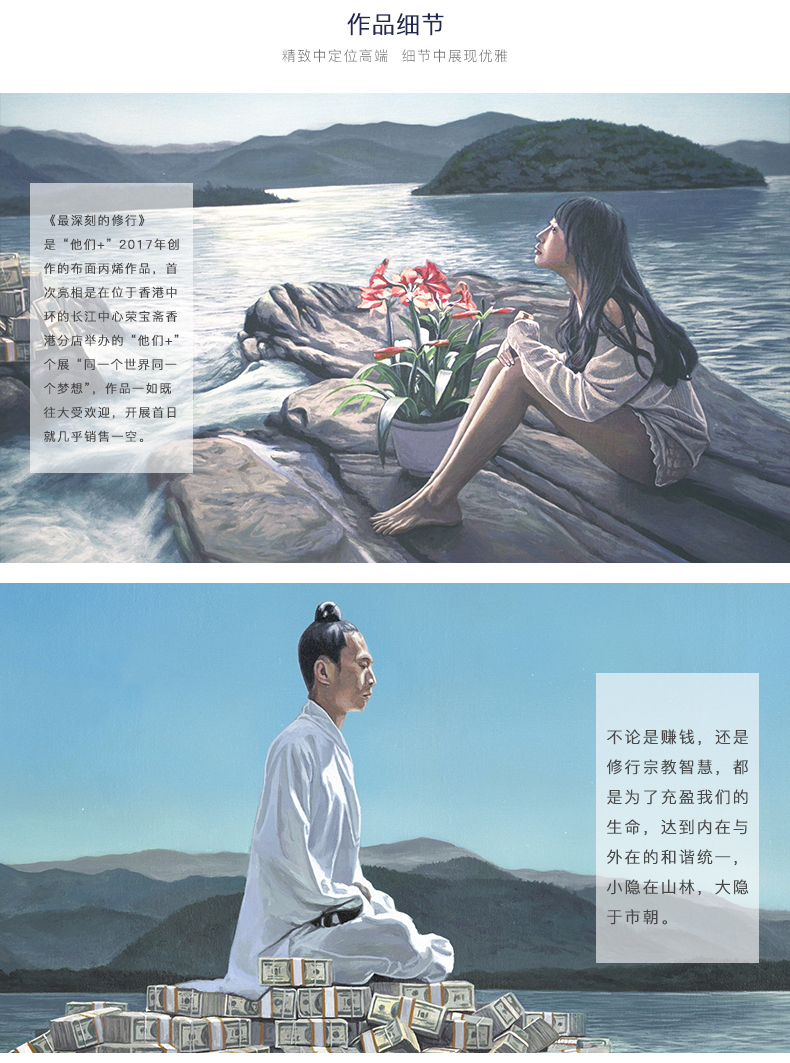 作品细节
精致中定位高端 细节中展现优雅
《最深刻的修行》
是“他们+”2017年创
作的布面丙烯作品，首
次亮相是在位于香港中
环的长江中心荣宝斋香
港分店举办的“他们+”
个展“同一个世界同一
个梦想”，作品一如既
往大受欢迎，开展首日
就几乎销售一空。
不论是赚钱，还是
修行宗教智慧，都
是为了充盈我们的
生命，达到内在与
外在的和谐统一，
小隐在山林，大隐
于市朝。